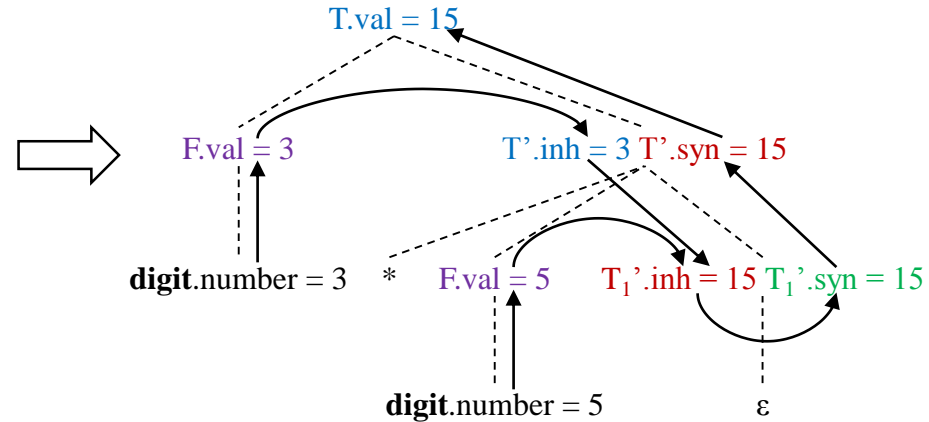 T.val = 15
F.val = 3 T’.inh = 3 T’.syn = 15
digit.number = 3 * F.val = 5 T₁’.inh = 15 T₁’.syn = 15
digit.number = 5 ε